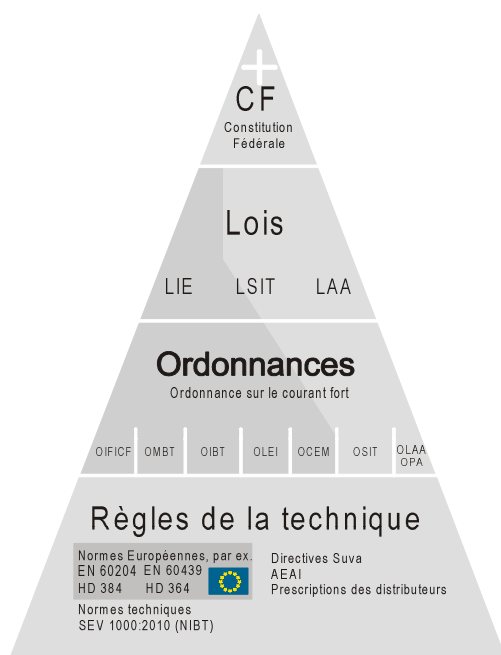 CF
Constitution
Fédérale
Lois
LIE LSIT LAA
Ordonnances
Ordonnance sur le courant fort
OIFICF OMBT OIBT OLEI OCEM OSIT OLAA
OPA
Règles de la technique
Normes Européennes, par ex.
EN 60204 EN 60439
HD 384 HD 364
Normes techniques
SEV 1000:2010 (NIBT)
Directives Suva
AEAI
Prescriptions des distributeurs